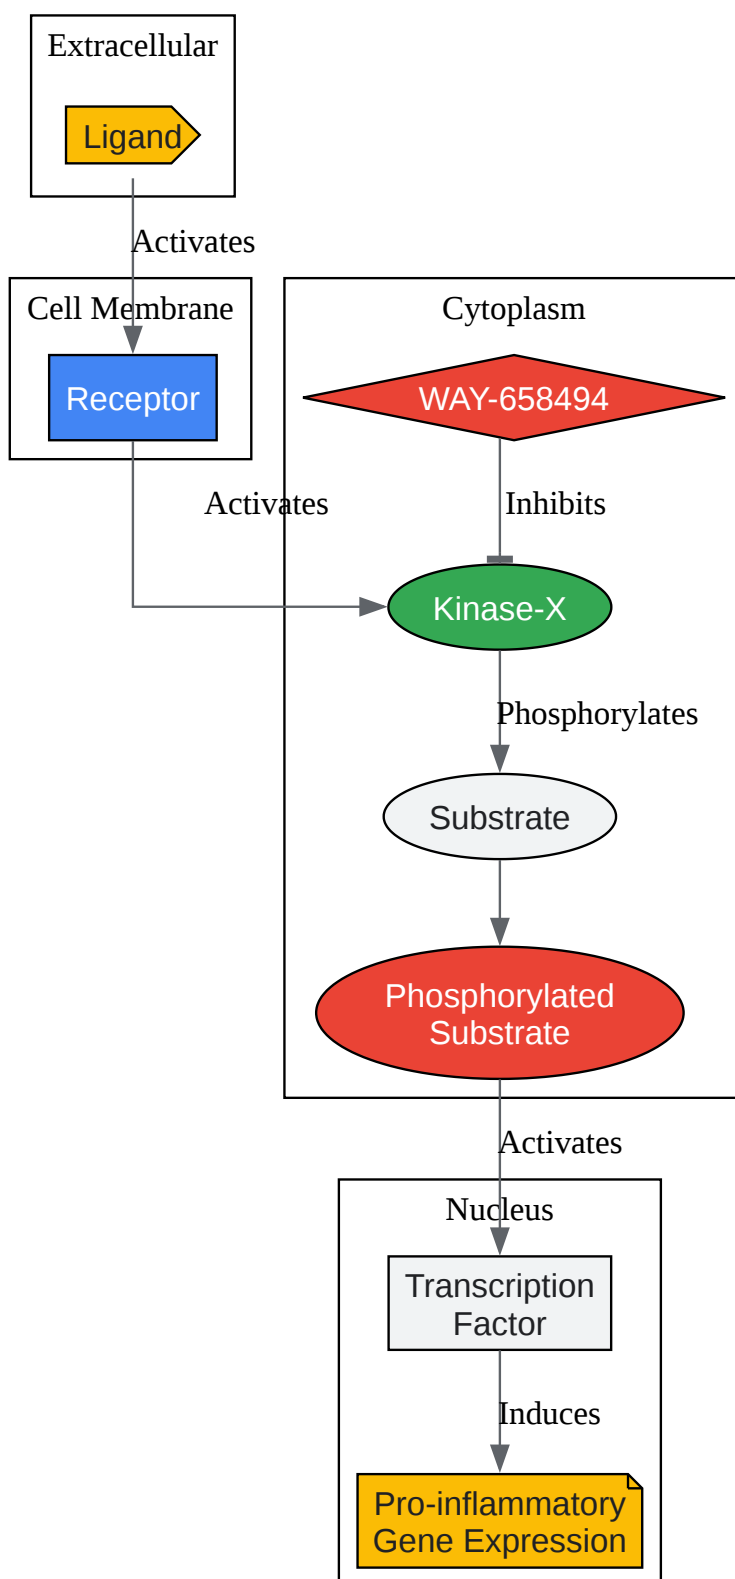 Extracellular
Ligand
Activates
Cell Membrane
Cytoplasm
Receptor
WAY-658494
Activates
Inhibits
Kinase-X
Phosphorylates
Substrate
Phosphorylated
Substrate
Activates
Nucleus
Transcription
Factor
Induces
Pro-inflammatory
Gene Expression